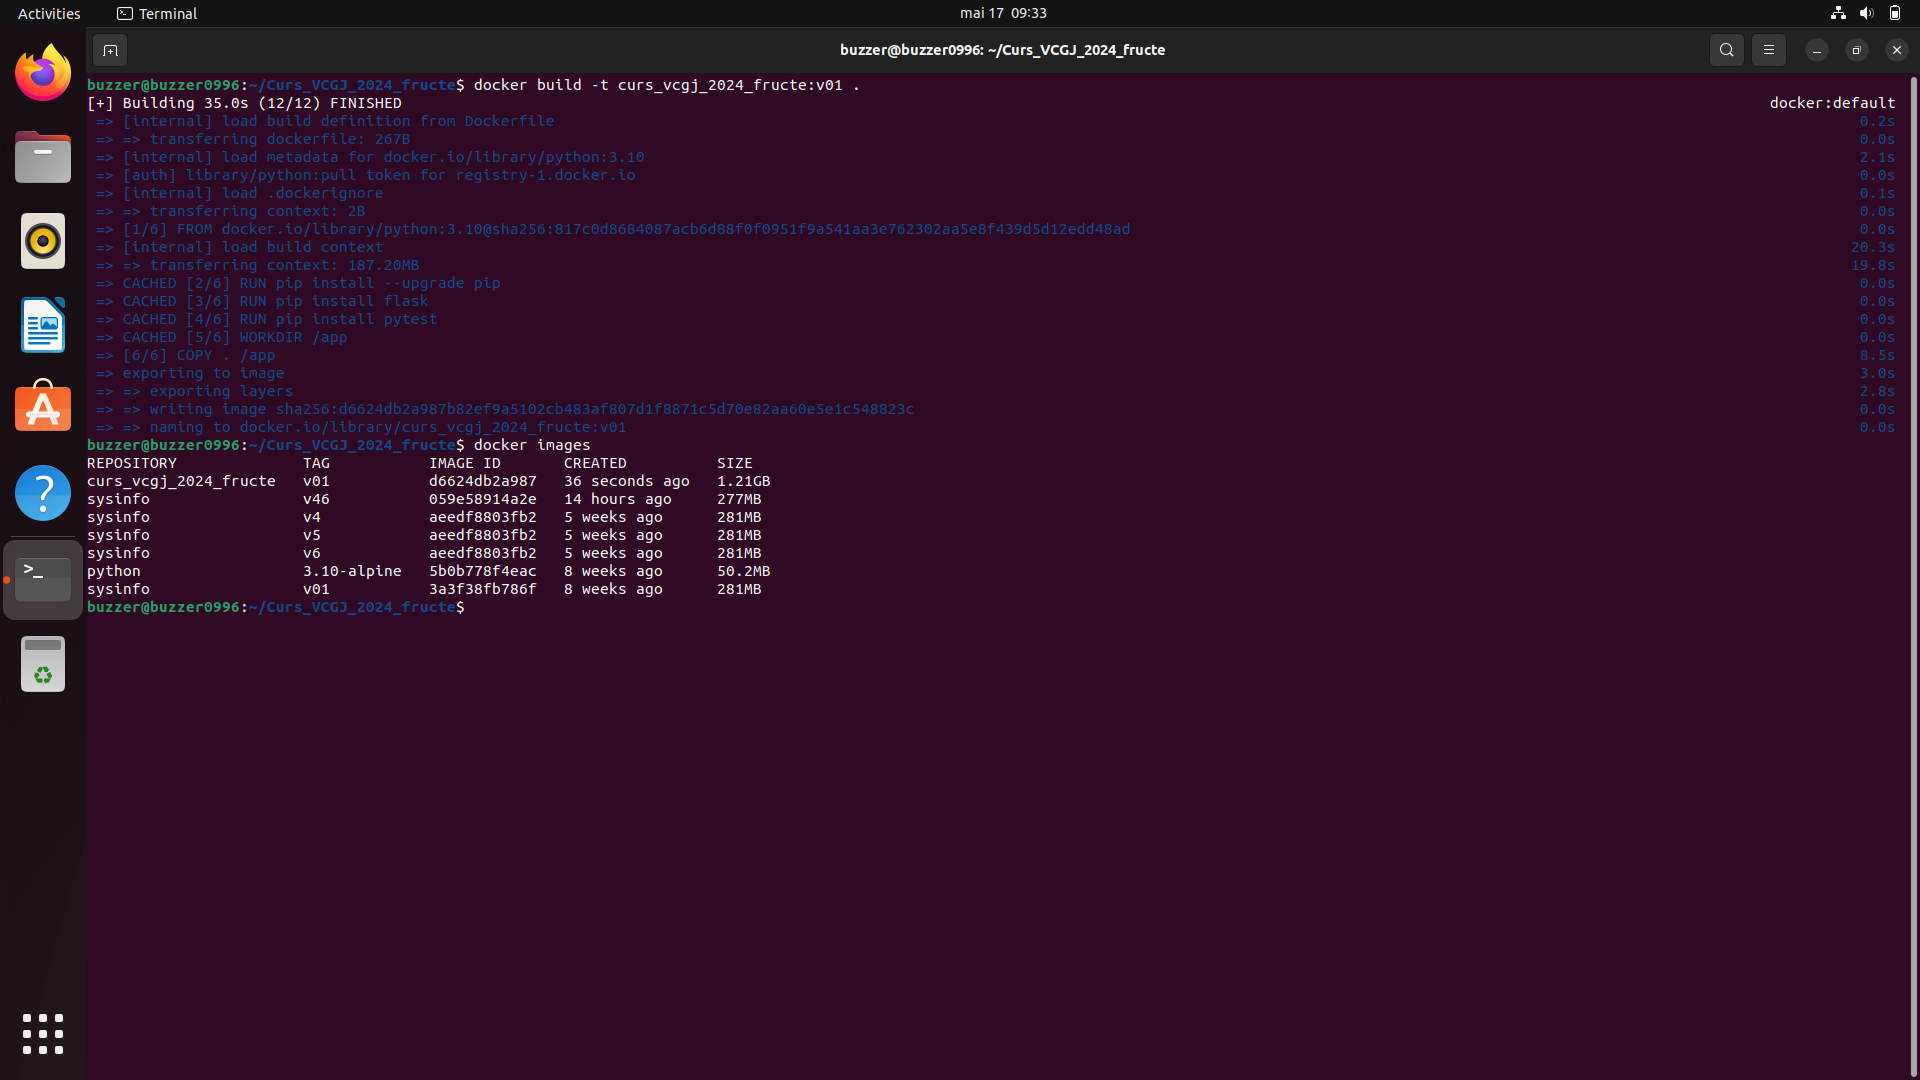 Activities
Terminal
mai 17 09:33
buzzer@buzzer0996: ~/Curs_VCGJ_2024_fructe
buzzer@buzzer0996:~/Curs_VCGJ_2024_fructe$ docker build -t curs_vcgj_2024_fructe:v01 .
[+] Building 35.0s (12/12) FINISHED docker:default
=> [internal] load build definition from Dockerfile 0.2s
=> => transferring dockerfile: 267B 0.0s
=> [internal] load metadata for docker.io/library/python:3.10 2.1s
=> [auth] library/python:pull token for registry-1.docker.io 0.0s
=> [internal] load .dockerignore 0.1s
=> => transferring context: 2B 0.0s
=> [1/6] FROM docker.io/library/python:3.10@sha256:817c0d8684087acb6d88f0f0951f9a541aa3e762302aa5e8f439d5d12edd48ad 0.0s
=> [internal] load build context 20.3s
=> => transferring context: 187.20MB 19.8s
=> CACHED [2/6] RUN pip install --upgrade pip 0.0s
=> CACHED [3/6] RUN pip install flask 0.0s
=> CACHED [4/6] RUN pip install pytest 0.0s
=> CACHED [5/6] WORKDIR /app 0.0s
=> [6/6] COPY . /app 8.5s
=> exporting to image 3.0s
=> => exporting layers 2.8s
=> => writing image sha256:d6624db2a987b82ef9a5102cb483af807d1f8871c5d70e82aa60e5e1c548823c 0.0s
=> => naming to docker.io/library/curs_vcgj_2024_fructe:v01 0.0s
buzzer@buzzer0996:~/Curs_VCGJ_2024_fructe$ docker images
REPOSITORY TAG IMAGE ID CREATED SIZE
curs_vcgj_2024_fructe v01 d6624db2a987 36 seconds ago 1.21GB
sysinfo v46 059e58914a2e 14 hours ago 277MB
sysinfo v4 aeedf8803fb2 5 weeks ago 281MB
sysinfo v5 aeedf8803fb2 5 weeks ago 281MB
sysinfo v6 aeedf8803fb2 5 weeks ago 281MB
python 3.10-alpine 5b0b778f4eac 8 weeks ago 50.2MB
sysinfo v01 3a3f38fb786f 8 weeks ago 281MB
buzzer@buzzer0996:~/Curs_VCGJ_2024_fructe$